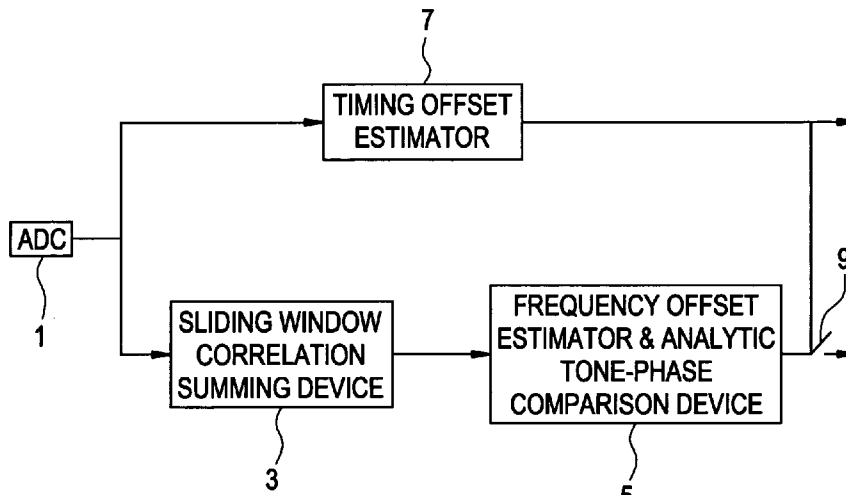 7
TIMING OFFSET
ESTIMATOR
ADC
1
9
SLIDING WINDOW
CORRELATION
SUMMING DEVICE
3
FREQUENCY OFFSET
ESTIMATOR & ANALYTIC
TONE-PHASE
COMPARISON DEVICE
5